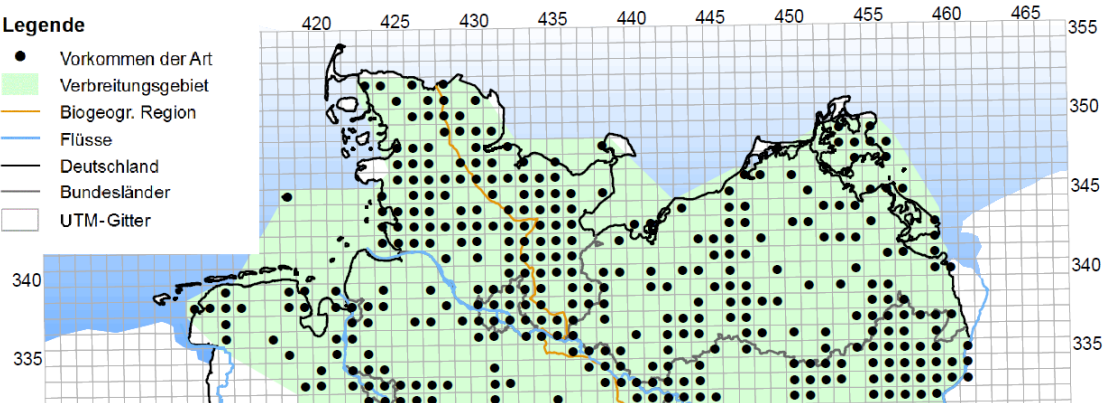 Legende
Vorkommen der Art
Verbreitungsgebiet
Biogeogr. Region
Flüsse
Deutschland
Bundesländer
UTM-Gitter
420 425 430 435 440 445 450 455 460 465
355
350
345
340 340
335 335